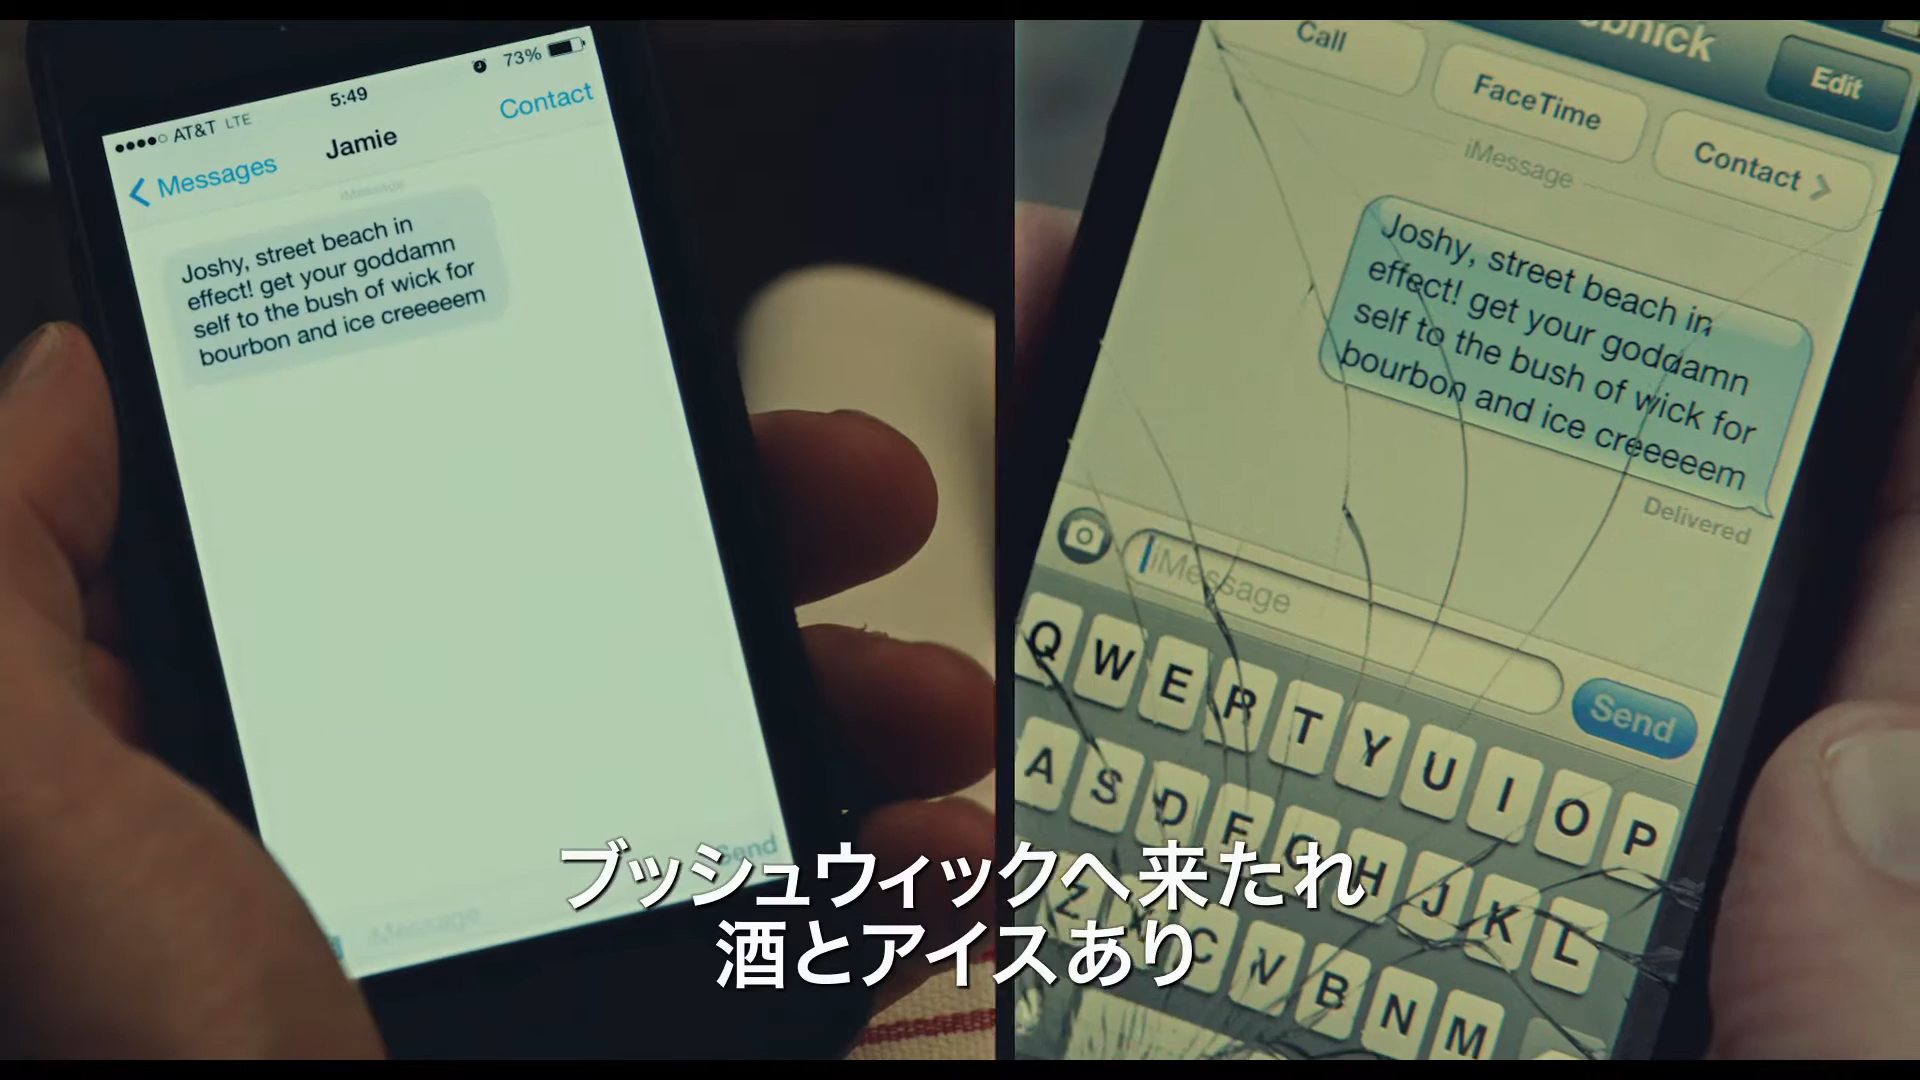 AT&T LTE
5:49
73%
Messages
Jamie
Contact
iMessage
Joshy, street beach in
effect! get your goddamn
self to the bush of wick for
bourbon and ice creeeeem
Send
iMessage
Call
FaceTime
Contact
Edit
iMessage
Joshy, street beach in
effect! get your goddamn
self to the bush of wick for
bourbon and ice creeeeem
Delivered
iMessage
Send
Q W E R T Y U I O P
A S D F G H J K L
Z X C V B N M
ブッシュウィックへ来たれ
酒とアイスあり